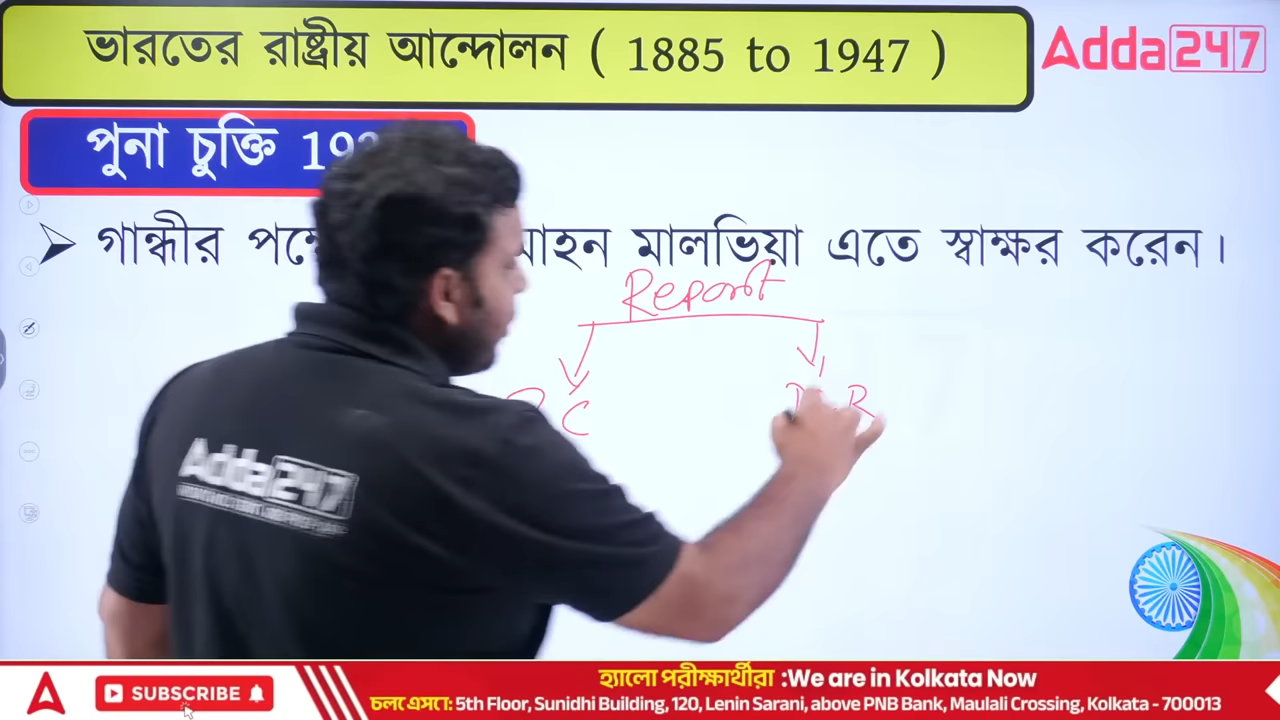 ভারতের রাষ্ট্রীয় আন্দোলন ( 1885 to 1947 )
Adda247
পুনা চুক্তি
গান্ধীর মালভিয়া এতে স্বাক্ষর করেন।
Report
C
R
Adda247
SUBSCRIBE
হ্যালো পরীক্ষার্থীরা :We are in Kolkata Now
চলে এসো: 5th Floor, Sunidhi Building, 120, Lenin Sarani, above PNB Bank, Maulali Crossing, Kolkata - 700013